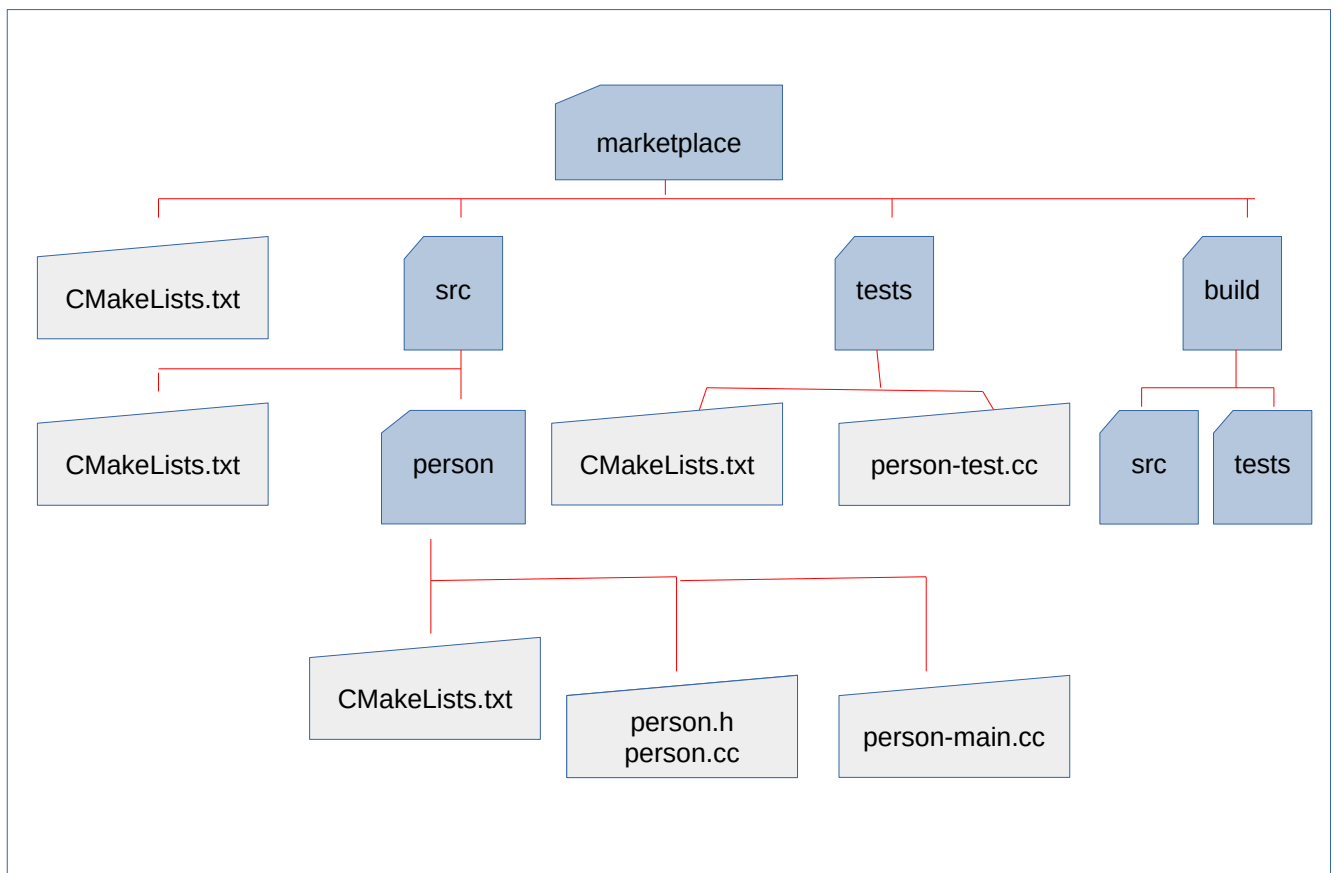 marketplace
CMakeLists.txt
src
tests
build
CMakeLists.txt
person
CMakeLists.txt
person-test.cc
src
tests
CMakeLists.txt
person.h
person.cc
person-main.cc